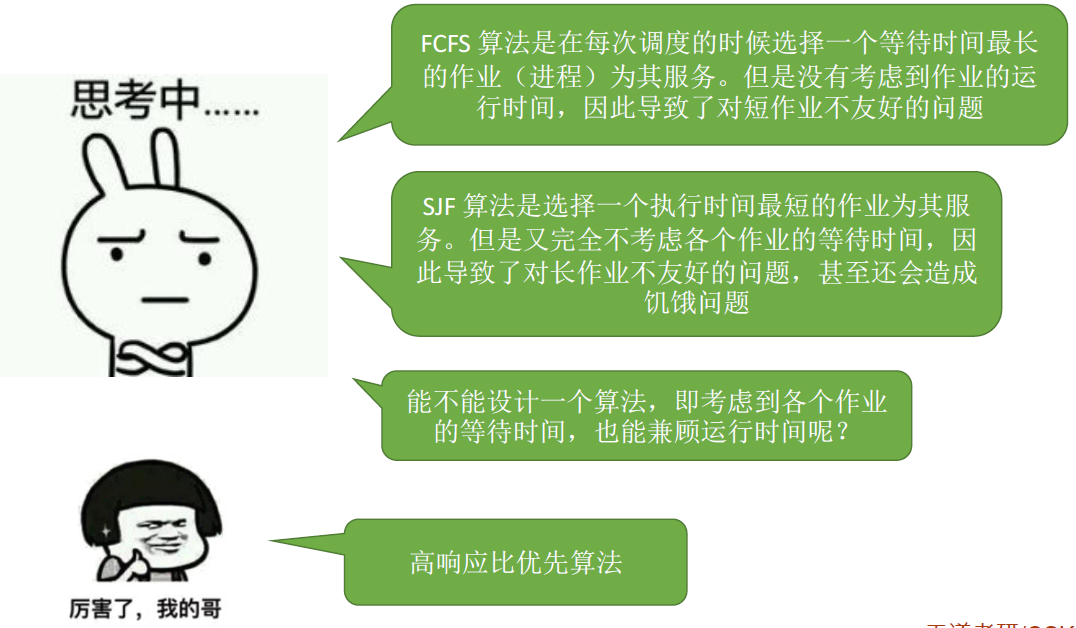 思考中……
FCFS 算法是在每次调度的时候选择一个等待时间最长
的作业（进程）为其服务。但是没有考虑到作业的运
行时间，因此导致了对短作业不友好的问题
SJF 算法是选择一个执行时间最短的作业为其服
务。但是又完全不考虑各个作业的等待时间，因
此导致了对长作业不友好的问题，甚至还会造成
饥饿问题
能不能设计一个算法，即考虑到各个作业
的等待时间，也能兼顾运行时间呢？
高响应比优先算法
厉害了，我的哥